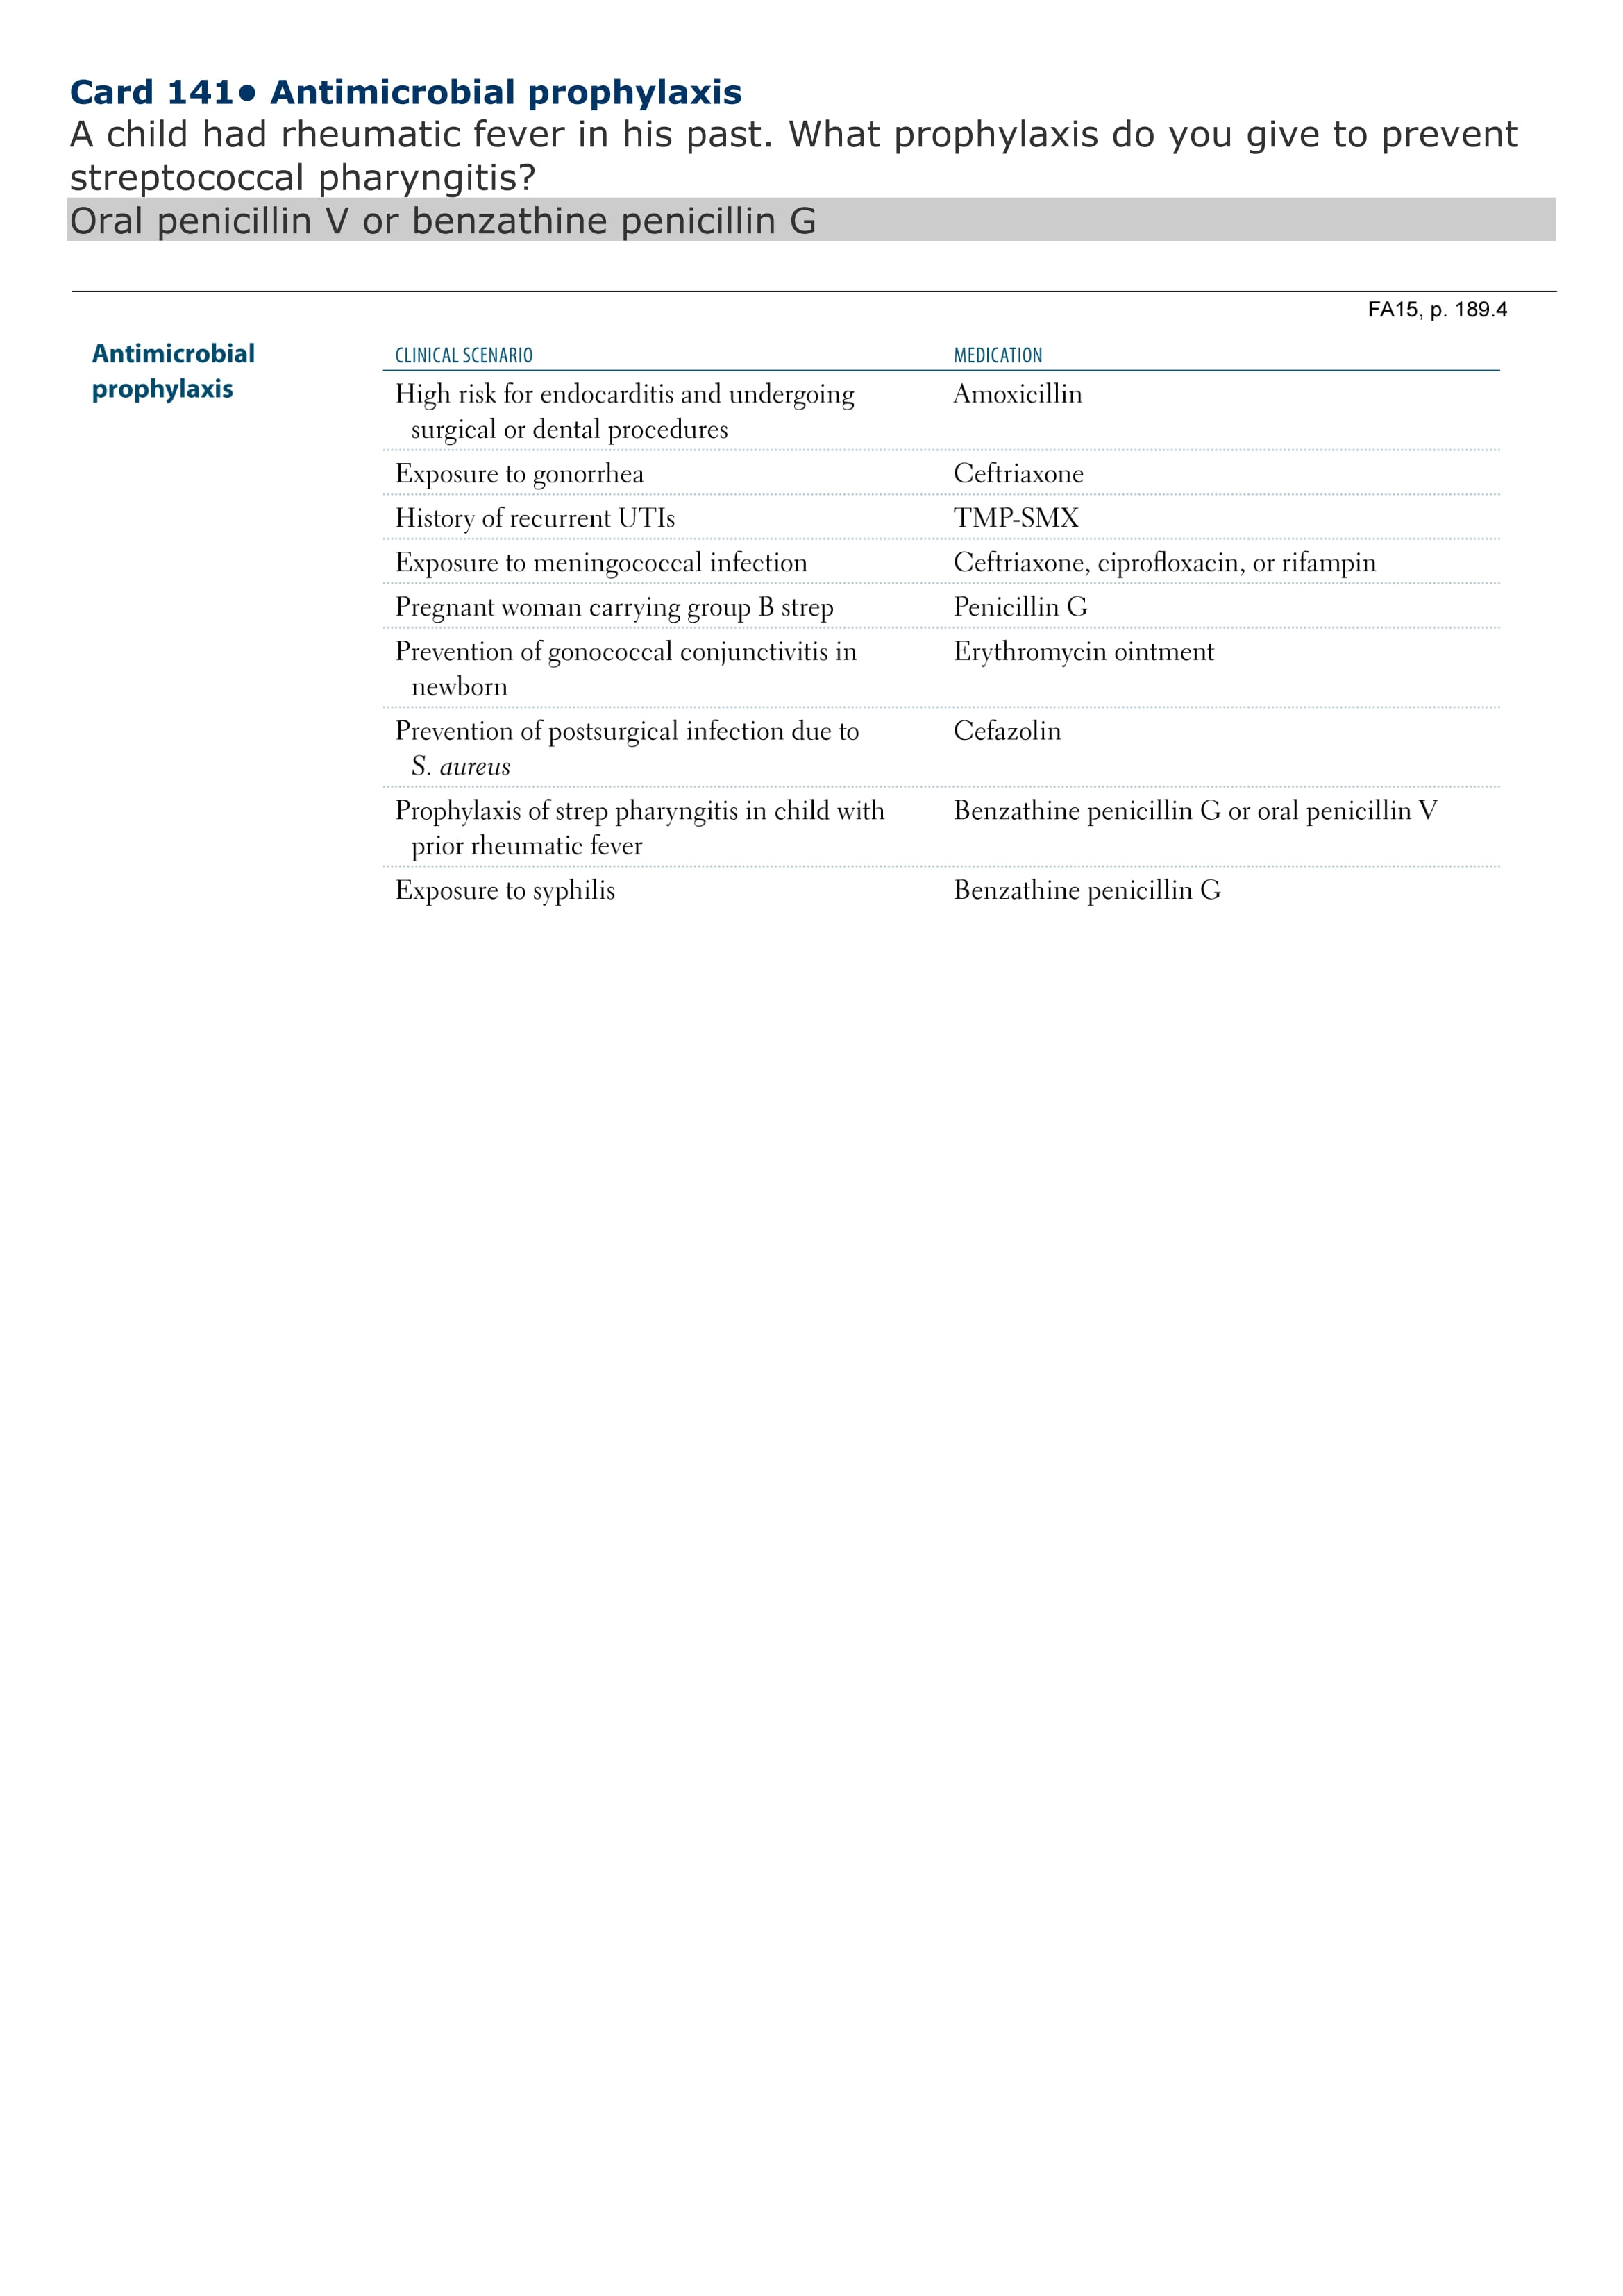 Card 141● Antimicrobial prophylaxis
A child had rheumatic fever in his past. What prophylaxis do you give to prevent
streptococcal pharyngitis?
Oral penicillin V or benzathine penicillin G
FA15, p. 189.4
Antimicrobial
prophylaxis
CLINICAL SCENARIO MEDICATION
High risk for endocarditis and undergoing Amoxicillin
surgical or dental procedures
Exposure to gonorrhea Ceftriaxone
History of recurrent UTIs TMP-SMX
Exposure to meningococcal infection Ceftriaxone, ciprofloxacin, or rifampin
Pregnant woman carrying group B strep Penicillin G
Prevention of gonococcal conjunctivitis in Erythromycin ointment
newborn
Prevention of postsurgical infection due to Cefazolin
S. aureus
Prophylaxis of strep pharyngitis in child with Benzathine penicillin G or oral penicillin V
prior rheumatic fever
Exposure to syphilis Benzathine penicillin G